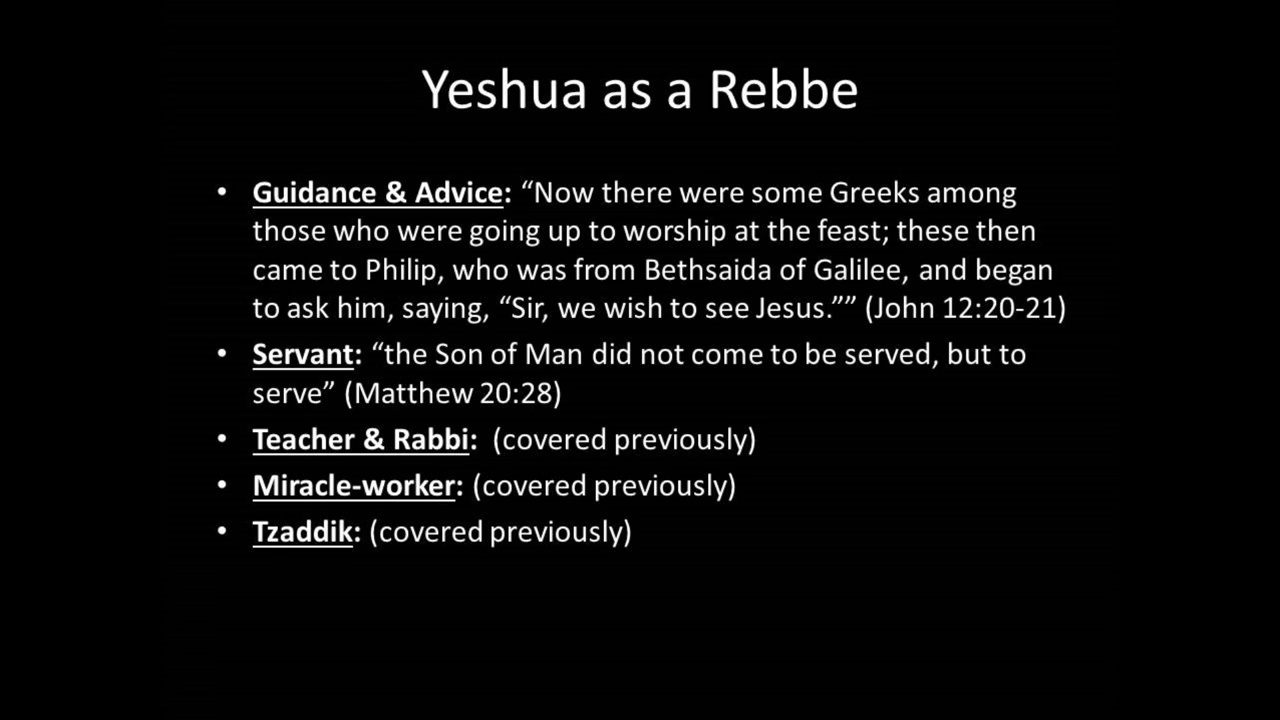 Yeshua as a Rebbe
• Guidance & Advice: “Now there were some Greeks among
those who were going up to worship at the feast; these then
came to Philip, who was from Bethsaida of Galilee, and began
to ask him, saying, “Sir, we wish to see Jesus.”” (John 12:20-21)
• Servant: “the Son of Man did not come to be served, but to
serve” (Matthew 20:28)
• Teacher & Rabbi:  (covered previously)
• Miracle-worker: (covered previously)
• Tzaddik: (covered previously)